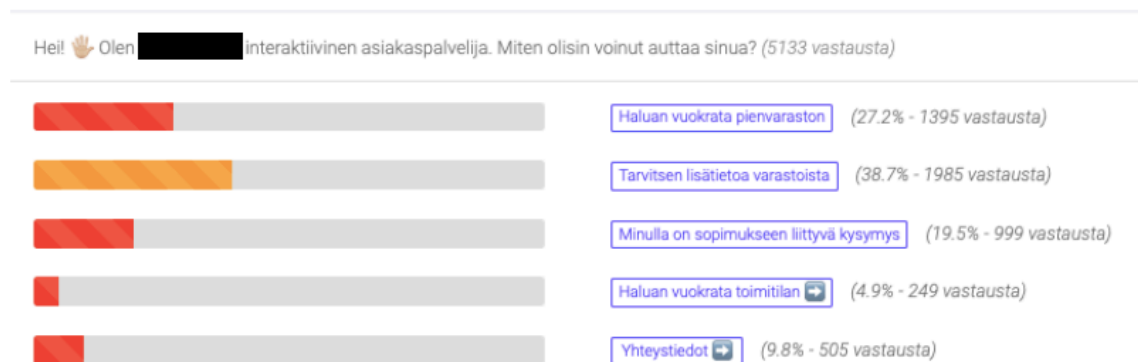 Hei! 🖐🏼 Olen interaktiivinen asiakaspalvelija. Miten olisin voinut auttaa sinua? (5133 vastausta)
Haluan vuokrata pienvaraston (27.2% - 1395 vastausta)
Tarvitsen lisätietoa varastoista (38.7% - 1985 vastausta)
Minulla on sopimukseen liittyvä kysymys (19.5% - 999 vastausta)
Haluan vuokrata toimitilan ➡️ (4.9% - 249 vastausta)
Yhteystiedot ➡️ (9.8% - 505 vastausta)